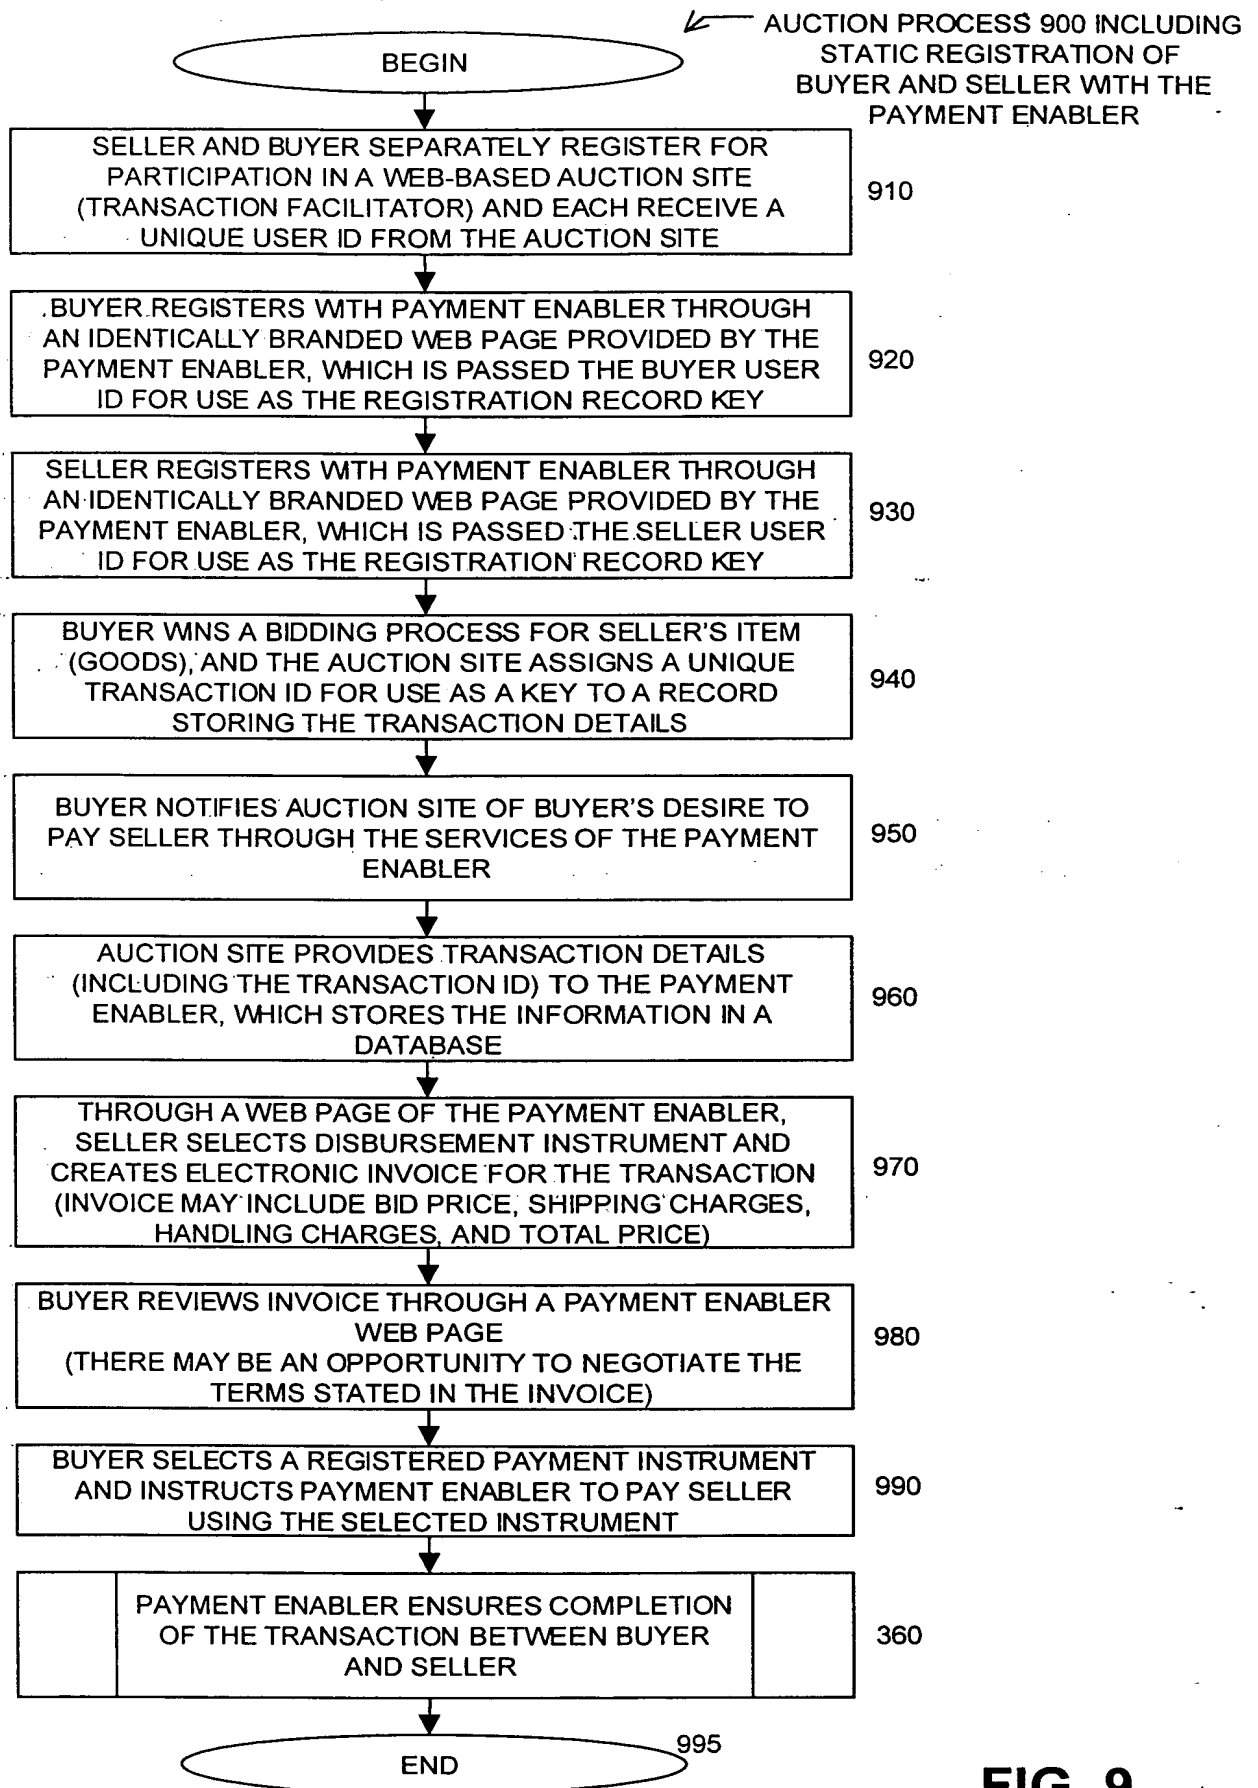 AUCTION PROCESS 900 INCLUDING
STATIC REGISTRATION OF
BUYER AND SELLER WITH THE
PAYMENT ENABLER
BEGIN
SELLER AND BUYER SEPARATELY REGISTER FOR
PARTICIPATION IN A WEB-BASED AUCTION SITE
(TRANSACTION FACILITATOR) AND EACH RECEIVE A
UNIQUE USER ID FROM THE AUCTION SITE
910
BUYER REGISTERS WITH PAYMENT ENABLER THROUGH
AN IDENTICALLY BRANDED WEB PAGE PROVIDED BY THE
PAYMENT ENABLER, WHICH IS PASSED THE BUYER USER
ID FOR USE AS THE REGISTRATION RECORD KEY
920
SELLER REGISTERS WITH PAYMENT ENABLER THROUGH
AN IDENTICALLY BRANDED WEB PAGE PROVIDED BY THE
PAYMENT ENABLER, WHICH IS PASSED THE SELLER USER
ID FOR USE AS THE REGISTRATION RECORD KEY
930
BUYER WINS A BIDDING PROCESS FOR SELLER'S ITEM
(GOODS), AND THE AUCTION SITE ASSIGNS A UNIQUE
TRANSACTION ID FOR USE AS A KEY TO A RECORD
STORING THE TRANSACTION DETAILS
940
BUYER NOTIFIES AUCTION SITE OF BUYER'S DESIRE TO
PAY SELLER THROUGH THE SERVICES OF THE PAYMENT
ENABLER
950
AUCTION SITE PROVIDES TRANSACTION DETAILS
(INCLUDING THE TRANSACTION ID) TO THE PAYMENT
ENABLER, WHICH STORES THE INFORMATION IN A
DATABASE
960
THROUGH A WEB PAGE OF THE PAYMENT ENABLER,
SELLER SELECTS DISBURSEMENT INSTRUMENT AND
CREATES ELECTRONIC INVOICE FOR THE TRANSACTION
(INVOICE MAY INCLUDE BID PRICE, SHIPPING CHARGES,
HANDLING CHARGES, AND TOTAL PRICE)
970
BUYER REVIEWS INVOICE THROUGH A PAYMENT ENABLER
WEB PAGE
(THERE MAY BE AN OPPORTUNITY TO NEGOTIATE THE
TERMS STATED IN THE INVOICE)
980
BUYER SELECTS A REGISTERED PAYMENT INSTRUMENT
AND INSTRUCTS PAYMENT ENABLER TO PAY SELLER
USING THE SELECTED INSTRUMENT
990
PAYMENT ENABLER ENSURES COMPLETION
OF THE TRANSACTION BETWEEN BUYER
AND SELLER
360
995
END
FIG. 9